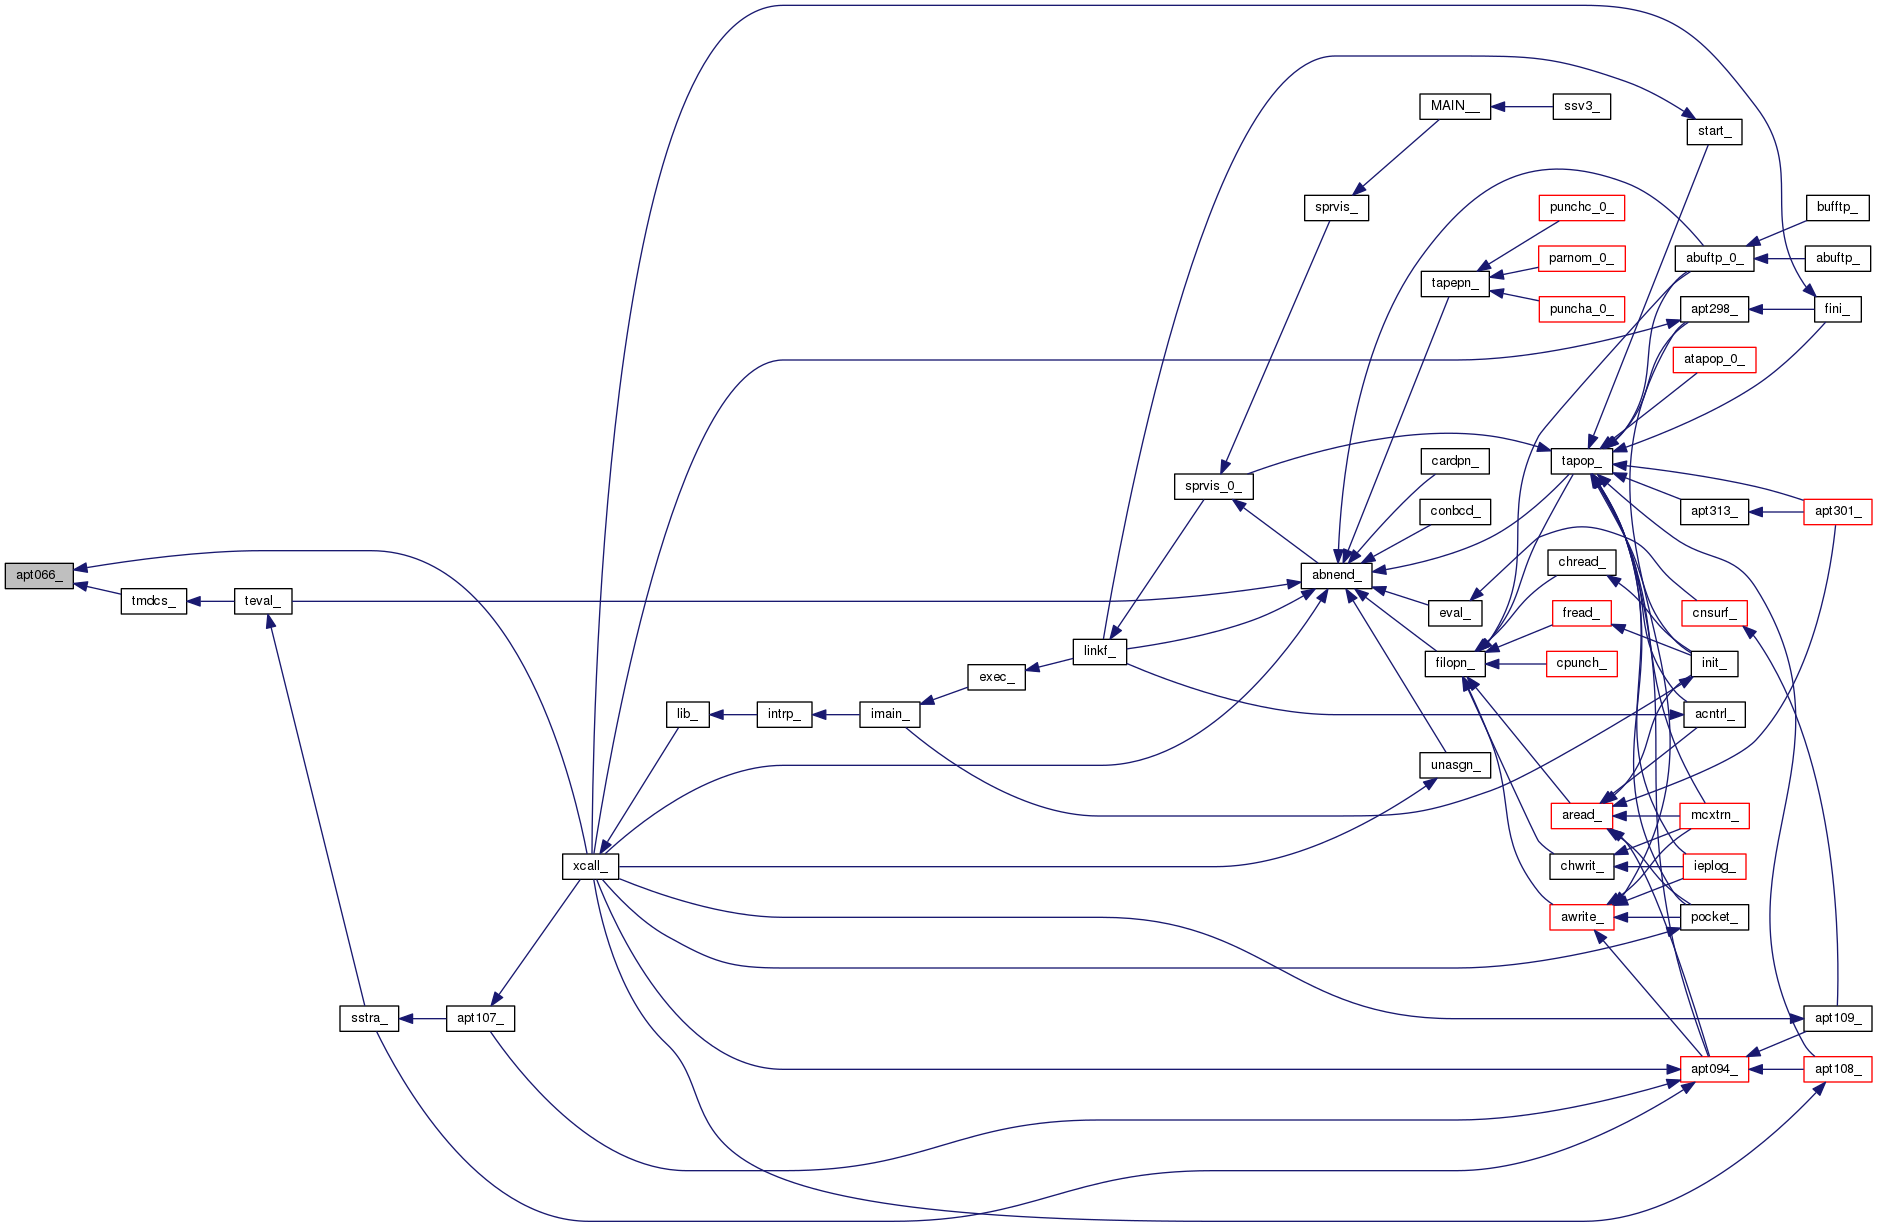 MAIN__
ssv3_
start_
sprvis_
punchc_0_
bufftp_
parnom_0_
abuftp_0_
abuftp_
tapepn_
puncha_0_
apt298_
fini_
atapop_0_
cardpn_
tapop_
sprvis_0_
conbcd_
apt313_
apt301_
apt066_
abnend_
chread_
tmdcs_
teval_
eval_
fread_
cnsurf_
linkf_
filopn_
cpunch_
init_
exec_
lib_
intrp_
imain_
acntrl_
unasgn_
aread_
mcxtrn_
xcall_
chwrit_
ieplog_
awrite_
pocket_
sstra_
apt107_
apt109_
apt094_
apt108_